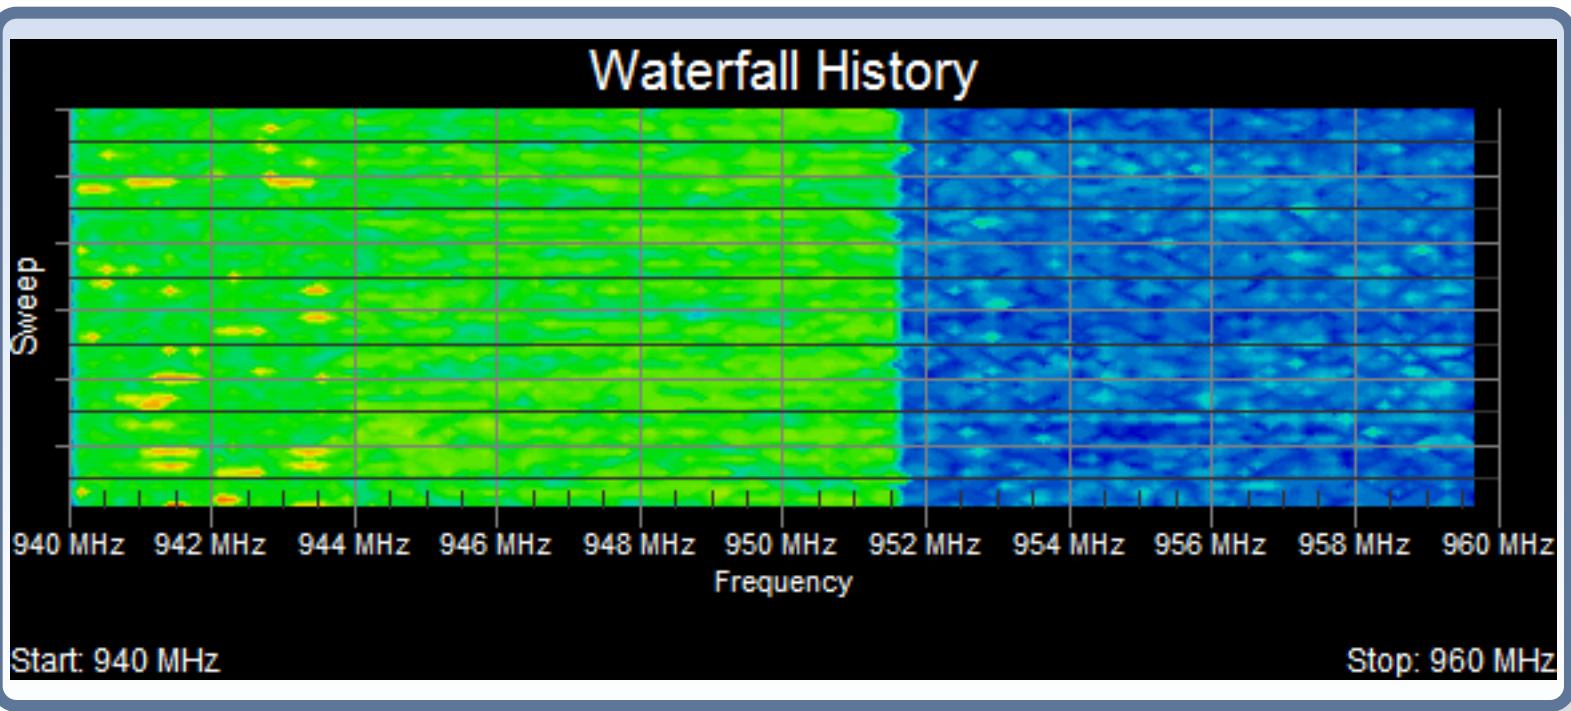 Waterfall History
Sweep
940 MHz 942 MHz 944 MHz 946 MHz 948 MHz 950 MHz 952 MHz 954 MHz 956 MHz 958 MHz 960 MHz
Frequency
Start: 940 MHz Stop: 960 MHz